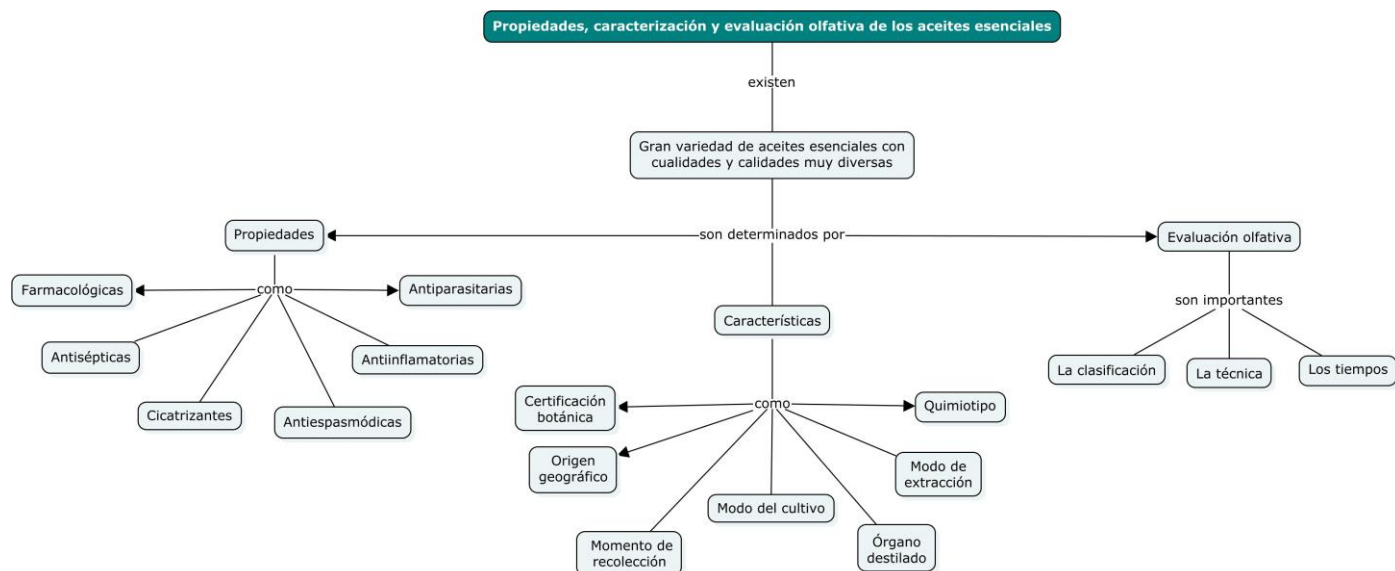 Propiedades, caracterización y evaluación olfativa de los aceites esenciales
existen
Gran variedad de aceites esenciales con
cualidades y calidades muy diversas
son determinados por
Propiedades
como
Farmacológicas
Antisépticas
Cicatrizantes
Antiespasmódicas
Antiinflamatorias
Antiparasitarias
Características
como
Certificación
botánica
Origen
geográfico
Momento de
recolección
Modo del cultivo
Órgano
destilado
Modo de
extracción
Quimiotipo
Evaluación olfativa
son importantes
La clasificación
La técnica
Los tiempos